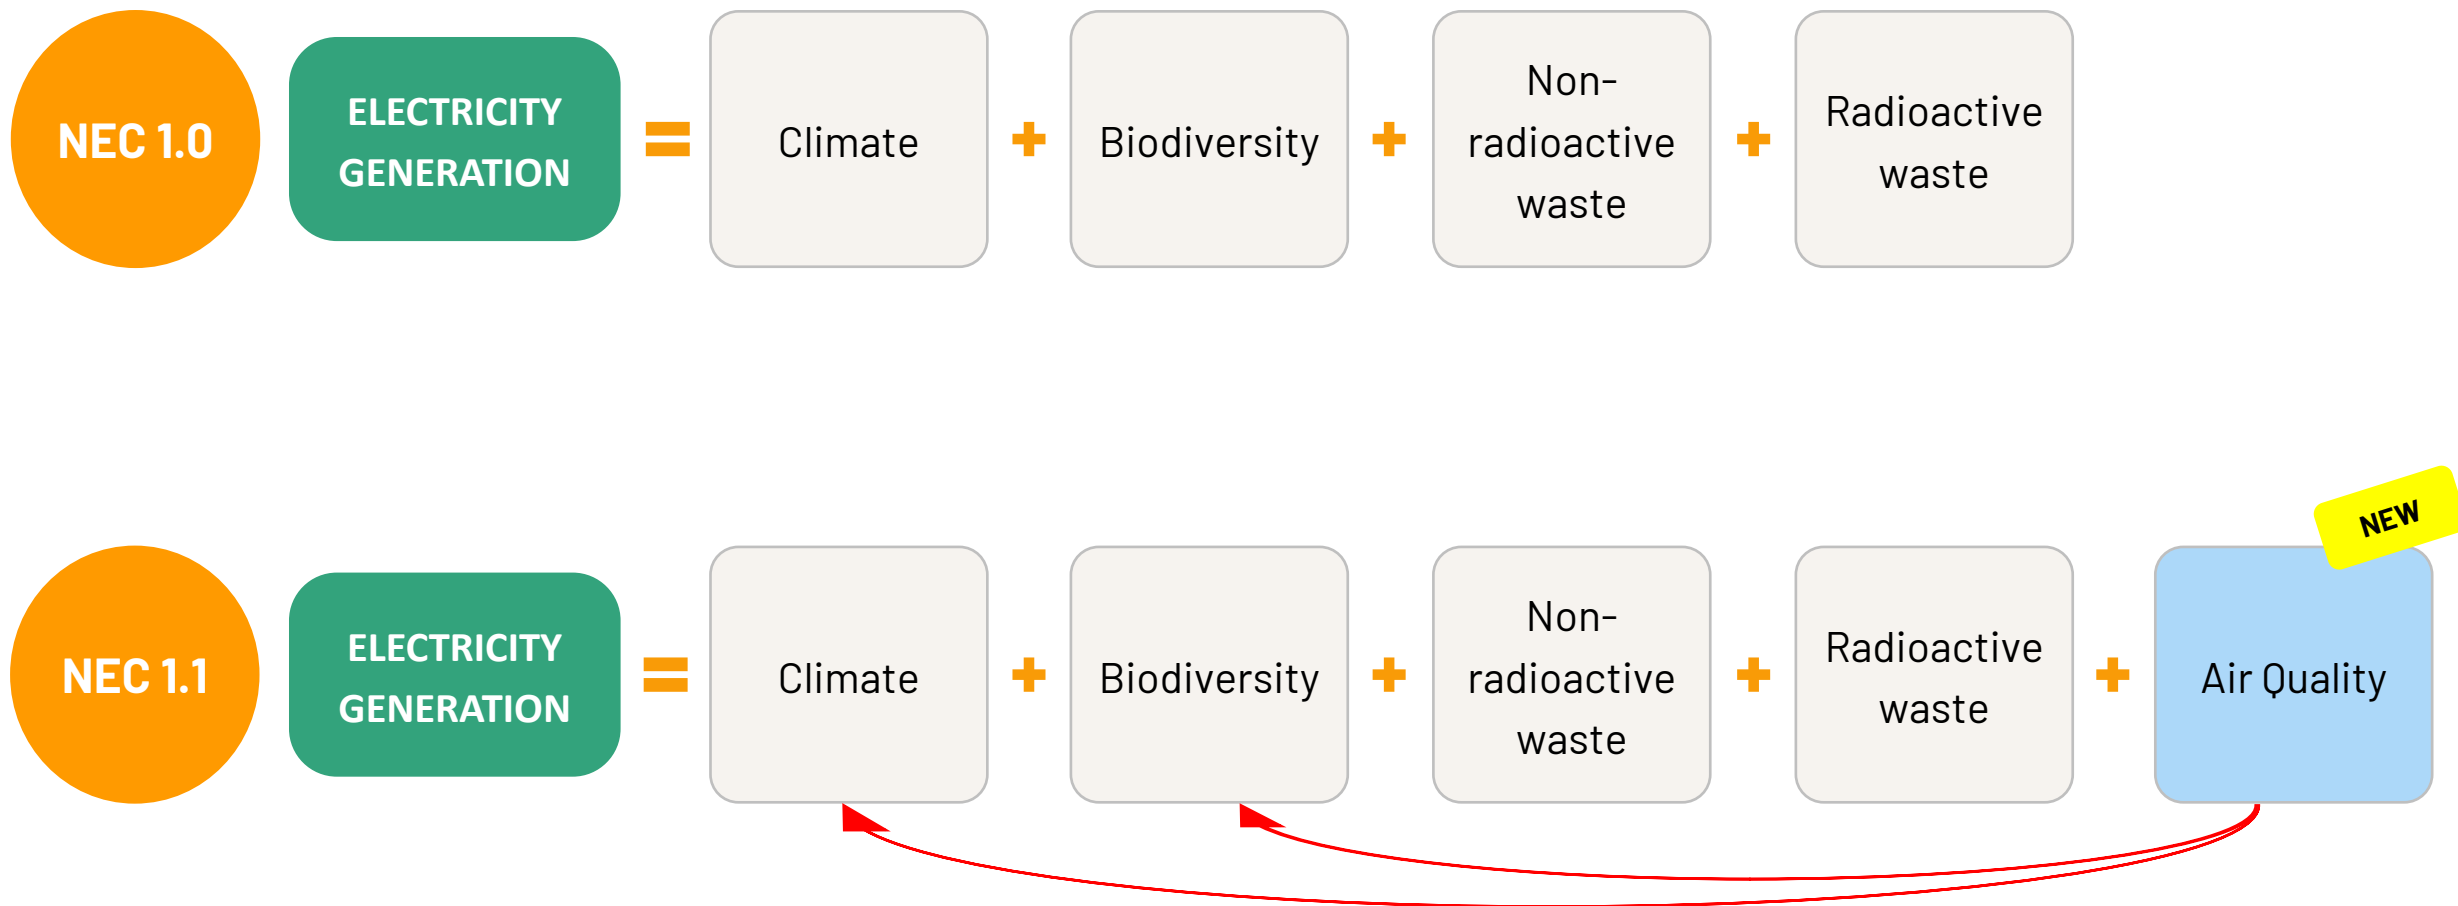 NEC 1.0
ELECTRICITY
GENERATION
=
Climate
+
Biodiversity
+
Non-
radioactive
waste
+
Radioactive
waste
NEC 1.1
ELECTRICITY
GENERATION
=
Climate
+
Biodiversity
+
Non-
radioactive
waste
+
Radioactive
waste
+
NEW
Air Quality